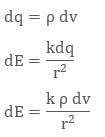 dq = ρ dv
dE = kdq / r²
dE = k ρ dv / r²